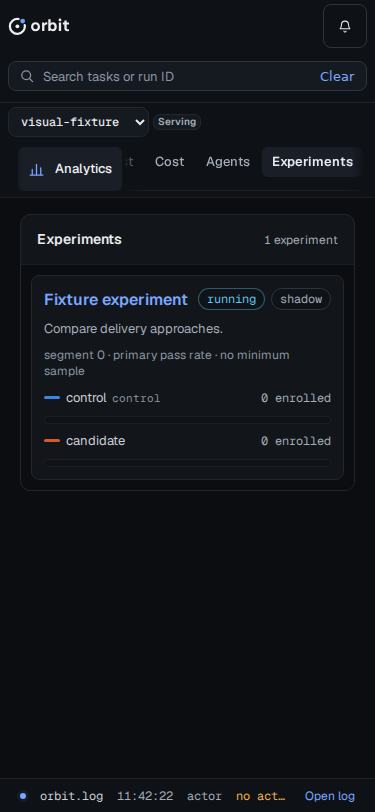 orbit
Search tasks or run ID Clear
visual-fixture Serving
Analytics Cost Agents Experiments
Experiments 1 experiment
Fixture experiment running shadow
Compare delivery approaches.
segment 0 · primary pass rate · no minimum
sample
control control 0 enrolled
candidate 0 enrolled
orbit.log 11:42:22 actor no act… Open log